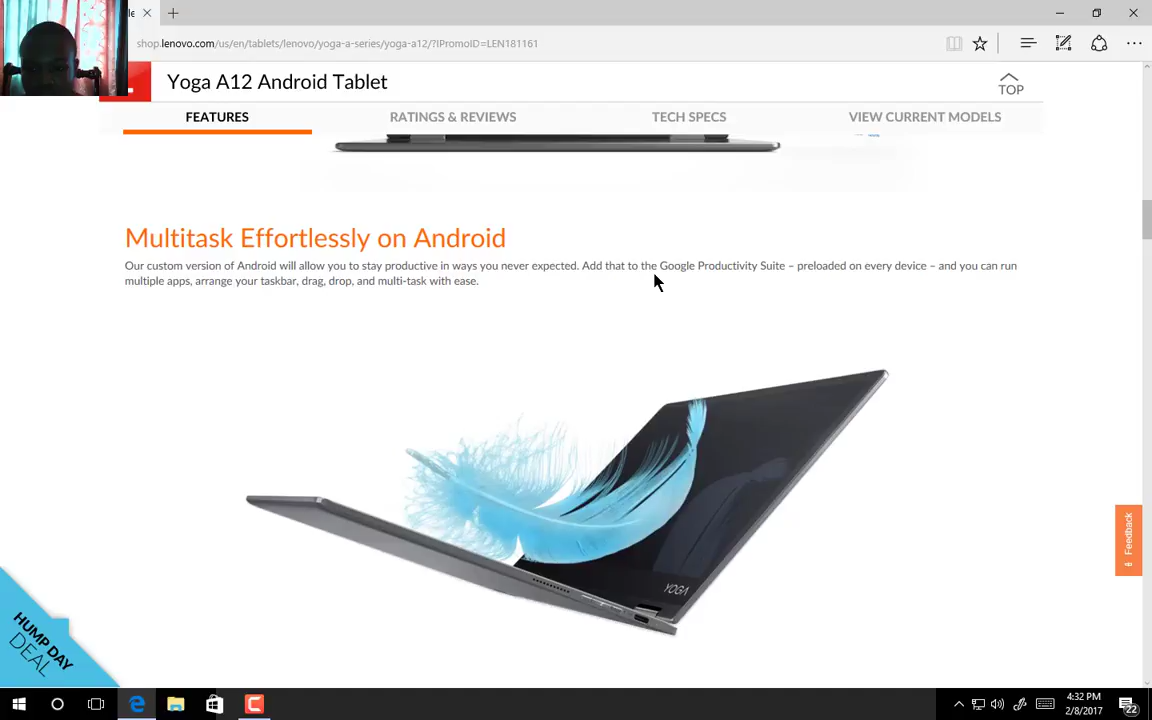 shop.lenovo.com/us/en/tablets/lenovo/yoga-a-series/yoga-a12/?IPromoID=LEN181161
Yoga A12 Android Tablet
TOP
FEATURES
RATINGS & REVIEWS
TECH SPECS
VIEW CURRENT MODELS
Multitask Effortlessly on Android
Our custom version of Android will allow you to stay productive in ways you never expected. Add that to the Google Productivity Suite – preloaded on every device – and you can run
multiple apps, arrange your taskbar, drag, drop, and multi-task with ease.
YOGA
Feedback
HUMP DAY
DEAL
4:32 PM
2/8/2017
22